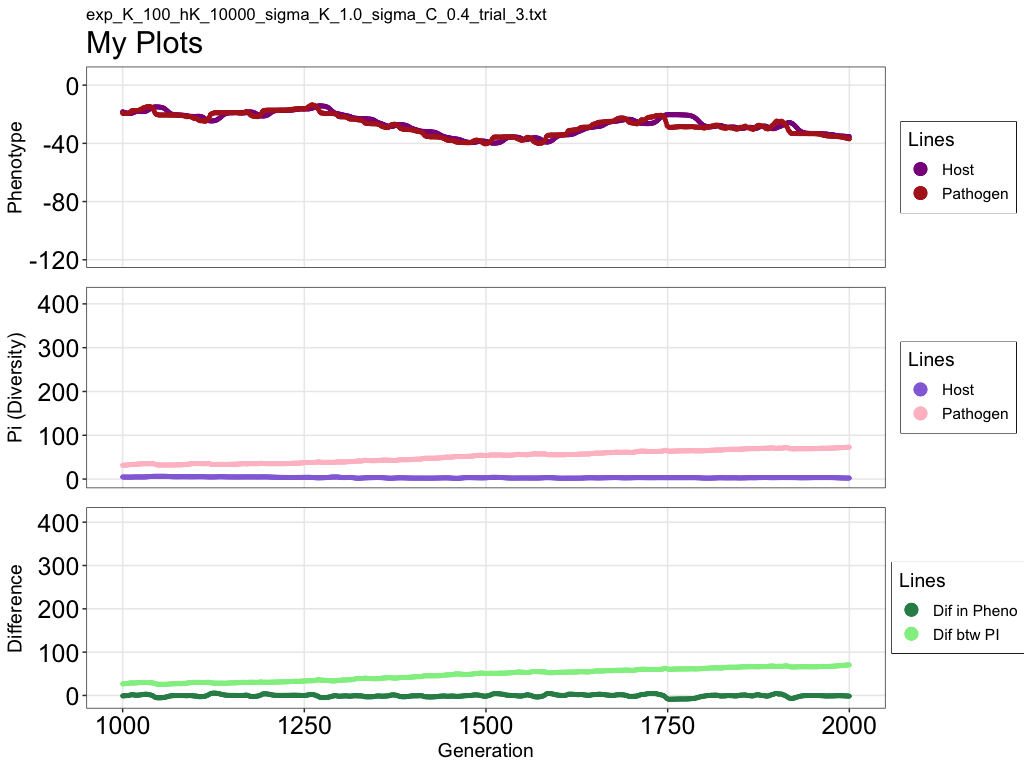 exp_K_100_hK_10000_sigma_K_1.0_sigma_C_0.4_trial_3.txt
My Plots
Phenotype
0
-40
-80
-120
Lines
Host
Pathogen
Pi (Diversity)
400
300
200
100
0
Lines
Host
Pathogen
Difference
400
300
200
100
0
Lines
Dif in Pheno
Dif btw PI
1000 1250 1500 1750 2000
Generation